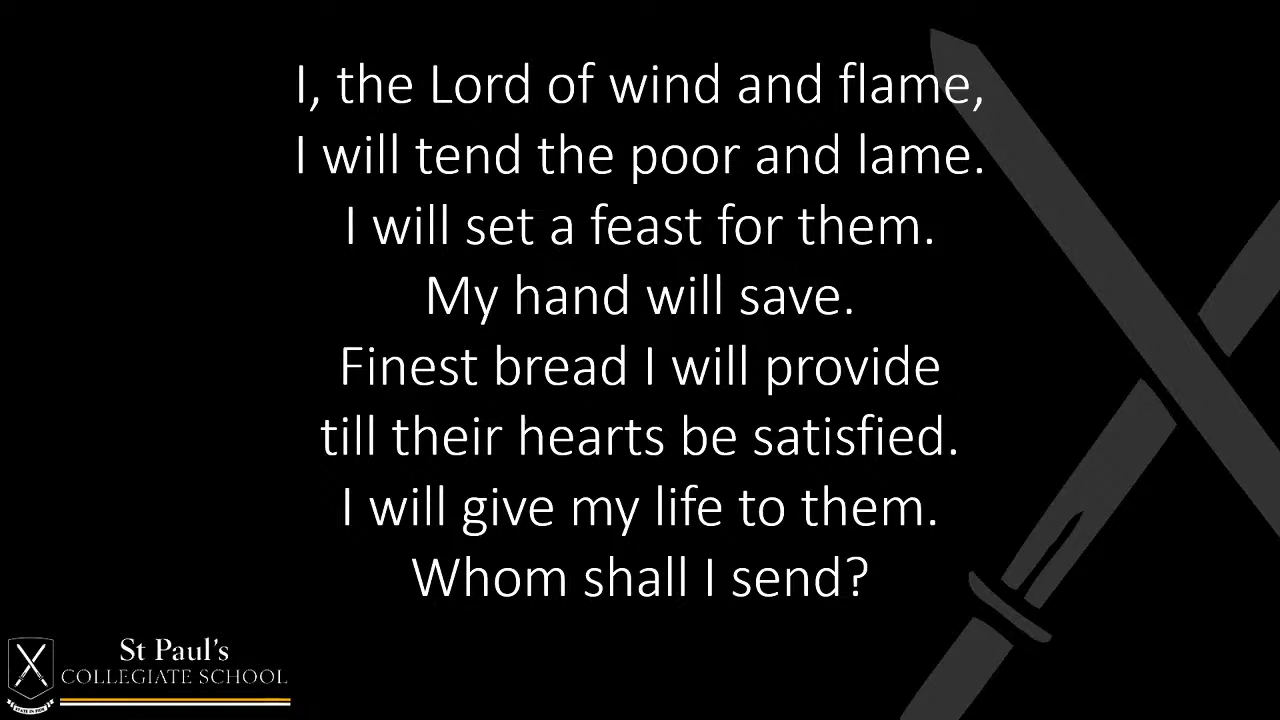 I, the Lord of wind and flame,
I will tend the poor and lame.
I will set a feast for them.
My hand will save.
Finest bread I will provide
till their hearts be satisfied.
I will give my life to them.
Whom shall I send?
St Paul's
COLLEGIATE SCHOOL